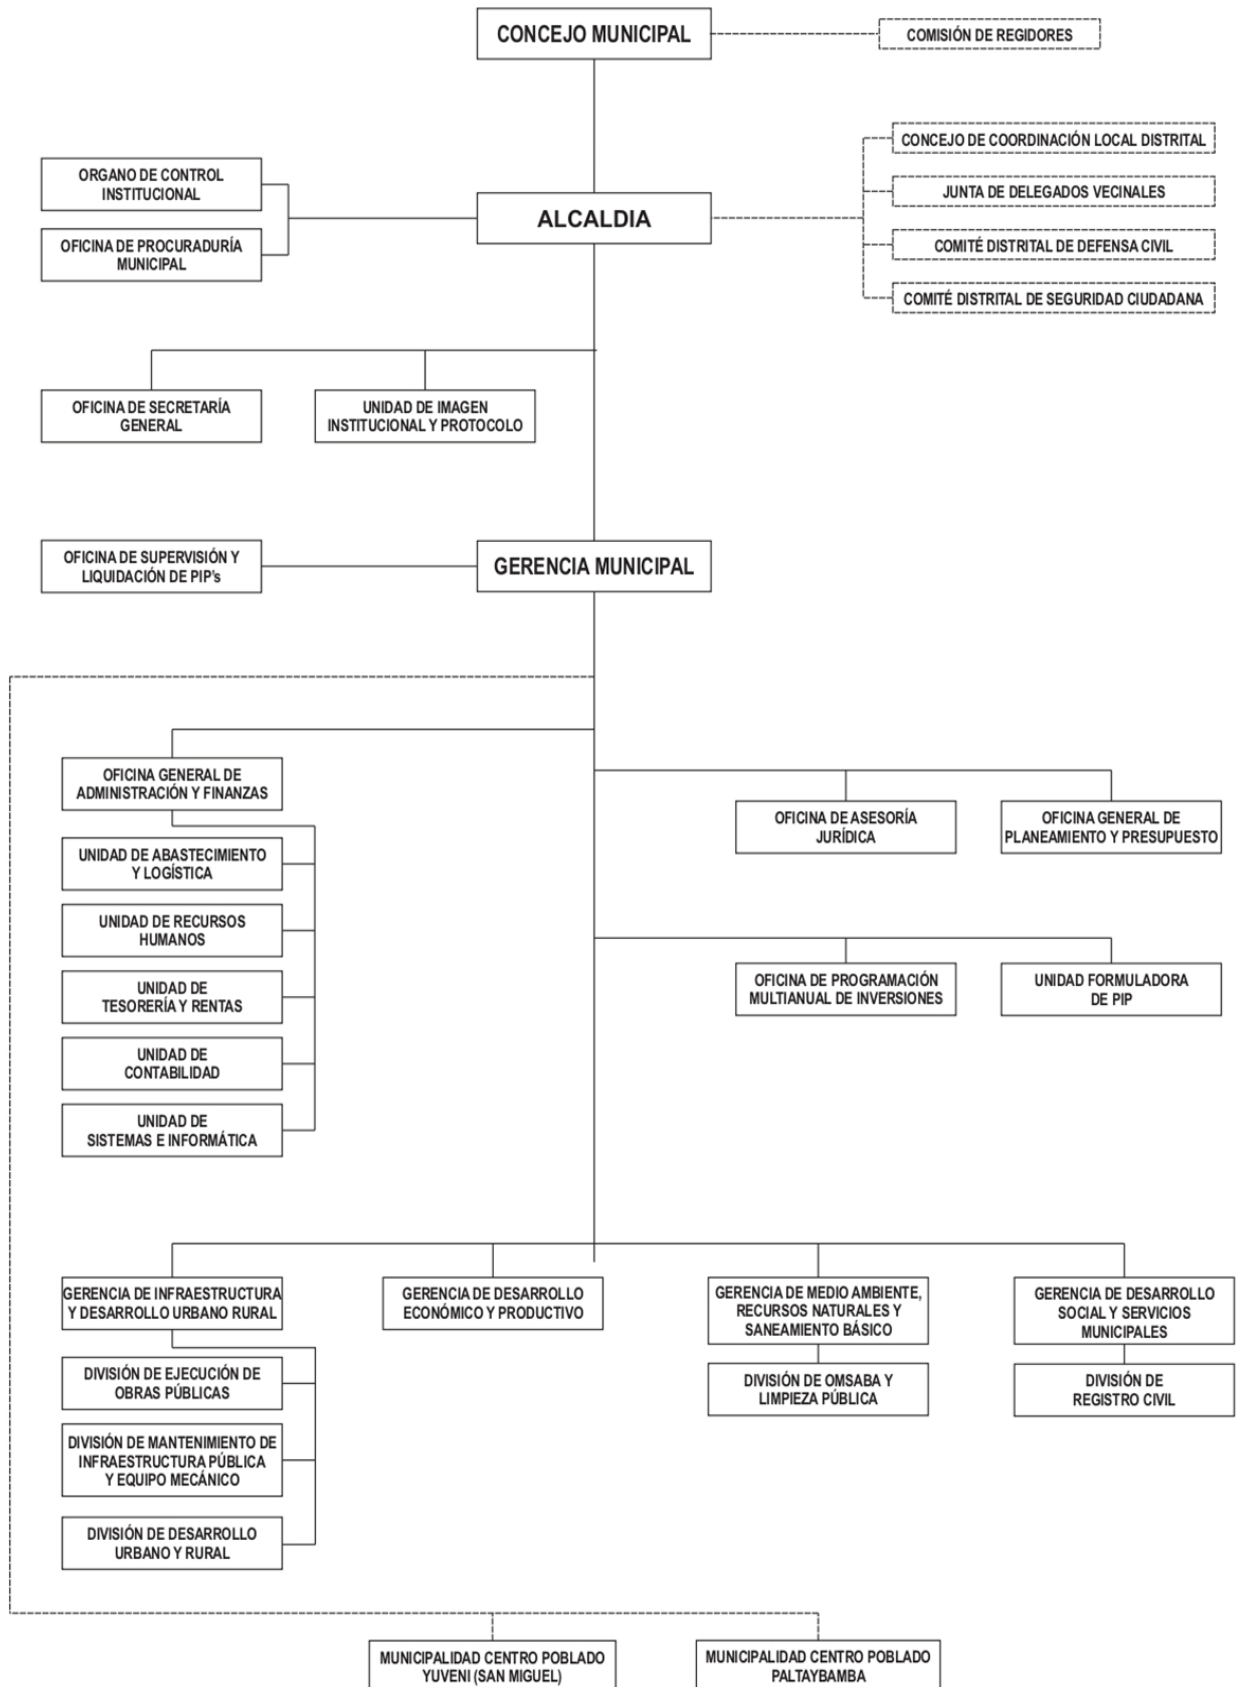 CONCEJO MUNICIPAL
COMISIÓN DE REGIDORES
CONCEJO DE COORDINACIÓN LOCAL DISTRITAL
JUNTA DE DELEGADOS VECINALES
COMITÉ DISTRITAL DE DEFENSA CIVIL
COMITÉ DISTRITAL DE SEGURIDAD CIUDADANA
ORGANO DE CONTROL
INSTITUCIONAL
OFICINA DE PROCURADURÍA
MUNICIPAL
ALCALDIA
OFICINA DE SECRETARÍA
GENERAL
UNIDAD DE IMAGEN
INSTITUCIONAL Y PROTOCOLO
OFICINA DE SUPERVISIÓN Y
LIQUIDACIÓN DE PIP's
GERENCIA MUNICIPAL
OFICINA GENERAL DE
ADMINISTRACIÓN Y FINANZAS
UNIDAD DE ABASTECIMIENTO
Y LOGÍSTICA
UNIDAD DE RECURSOS
HUMANOS
UNIDAD DE
TESORERÍA Y RENTAS
UNIDAD DE
CONTABILIDAD
UNIDAD DE
SISTEMAS E INFORMÁTICA
OFICINA DE ASESORÍA
JURÍDICA
OFICINA GENERAL DE
PLANEAMIENTO Y PRESUPUESTO
OFICINA DE PROGRAMACIÓN
MULTIANUAL DE INVERSIONES
UNIDAD FORMULADORA
DE PIP
GERENCIA DE INFRAESTRUCTURA
Y DESARROLLO URBANO RURAL
DIVISIÓN DE EJECUCIÓN DE
OBRAS PÚBLICAS
DIVISIÓN DE MANTENIMIENTO DE
INFRAESTRUCTURA PÚBLICA
Y EQUIPO MECÁNICO
DIVISIÓN DE DESARROLLO
URBANO Y RURAL
GERENCIA DE DESARROLLO
ECONÓMICO Y PRODUCTIVO
GERENCIA DE MEDIO AMBIENTE,
RECURSOS NATURALES Y
SANEAMIENTO BÁSICO
DIVISIÓN DE OMSABA Y
LIMPIEZA PÚBLICA
GERENCIA DE DESARROLLO
SOCIAL Y SERVICIOS
MUNICIPALES
DIVISIÓN DE
REGISTRO CIVIL
MUNICIPALIDAD CENTRO POBLADO
YUVENI (SAN MIGUEL)
MUNICIPALIDAD CENTRO POBLADO
PALTAYBAMBA